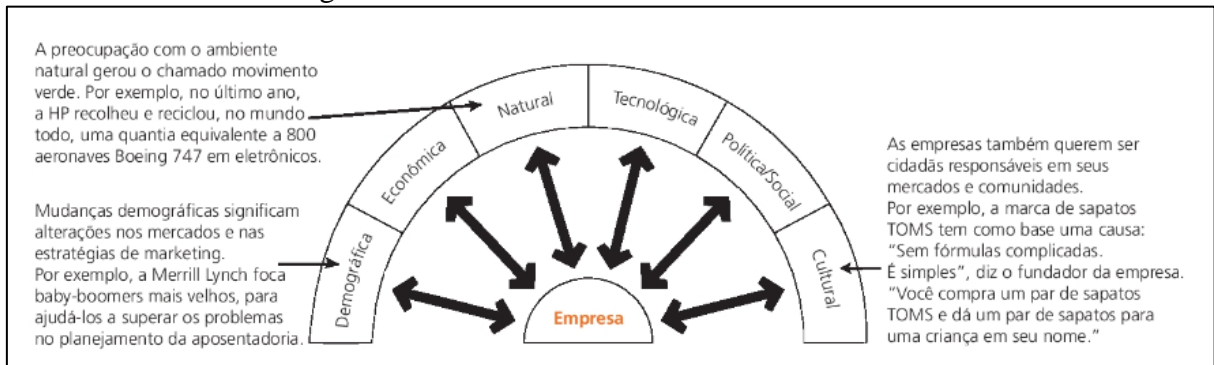 A preocupação com o ambiente
natural gerou o chamado movimento
verde. Por exemplo, no último ano,
a HP recolheu e reciclou, no mundo
todo, uma quantia equivalente a 800
aeronaves Boeing 747 em eletrônicos.
Mudanças demográficas significam
alterações nos mercados e nas
estratégias de marketing.
Por exemplo, a Merrill Lynch foca
baby-boomers mais velhos, para
ajudá-los a superar os problemas
no planejamento da aposentadoria.
Demográfica
Econômica
Natural
Tecnológica
Política/Social
Cultural
Empresa
As empresas também querem ser
cidadãs responsáveis em seus
mercados e comunidades.
Por exemplo, a marca de sapatos
TOMS tem como base uma causa:
“Sem fórmulas complicadas.
É simples”, diz o fundador da empresa.
“Você compra um par de sapatos
TOMS e dá um par de sapatos para
uma criança em seu nome.”